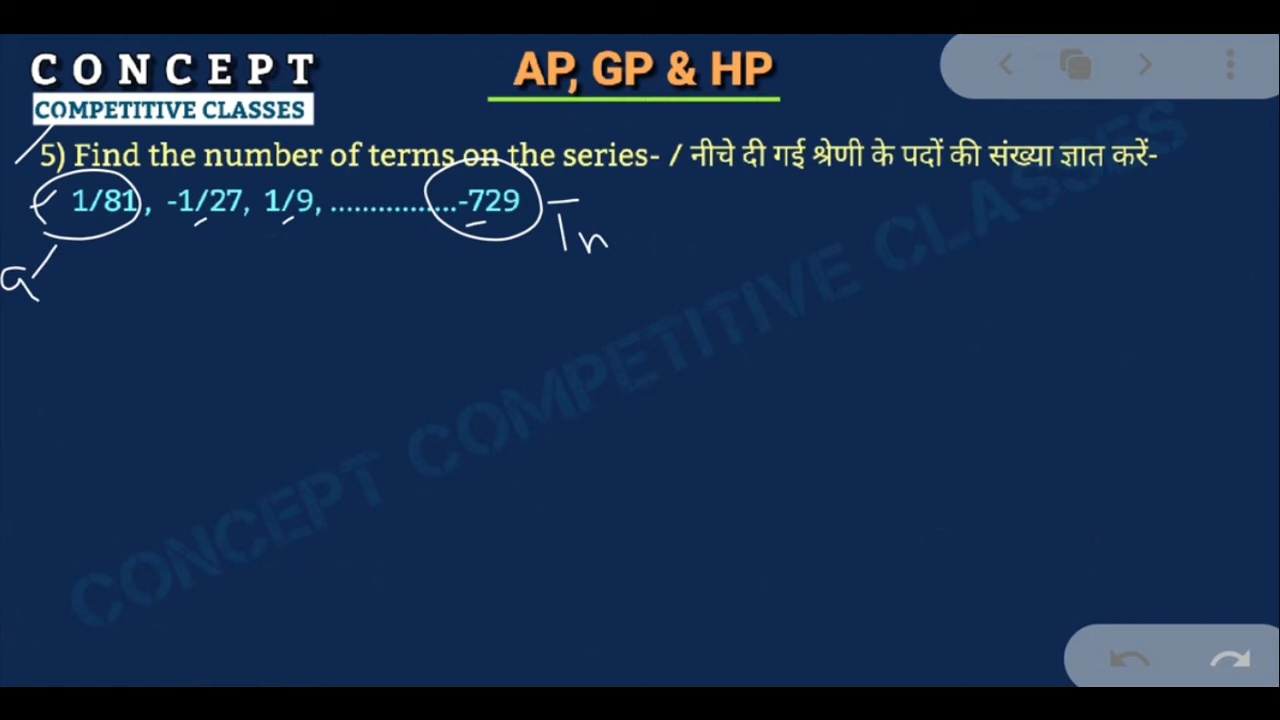 CONCEPT
COMPETITIVE CLASSES
AP, GP & HP
5) Find the number of terms on the series- / नीचे दी गई श्रेणी के पदों की संख्या ज्ञात करें-
1/81, -1/27, 1/9, ................-729
Tn
a
CONCEPT COMPETITIVE CLASSES